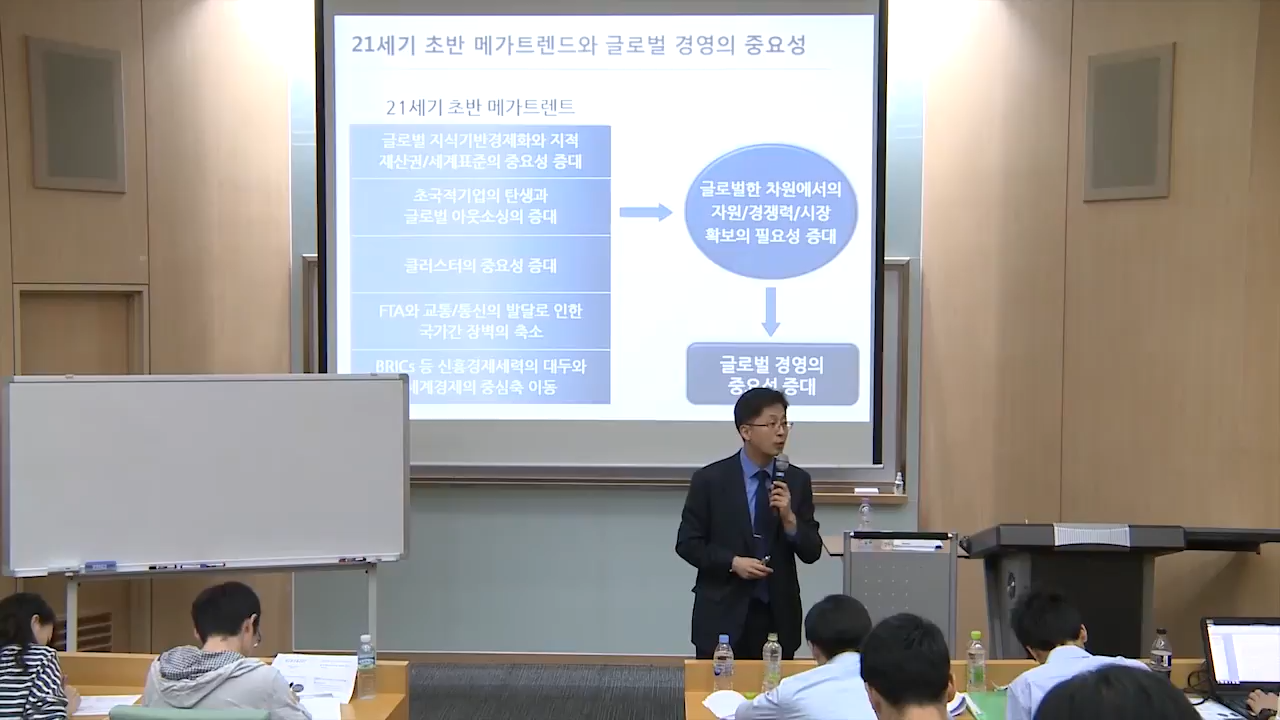 21세기 초반 메가트렌드와 글로벌 경영의 중요성
21세기 초반 메가트렌트
글로벌 지식기반경제화와 지적
재산권/세계표준의 중요성 증대
초국적기업의 탄생과
글로벌 아웃소싱의 증대
클러스터의 중요성 증대
FTA와 교통/통신의 발달로 인한
국가간 장벽의 축소
BRICs 등 신흥경제세력의 대두와
세계경제의 중심축 이동
글로벌한 차원에서의
자원/경쟁력/시장
확보의 필요성 증대
글로벌 경영의
중요성 증대